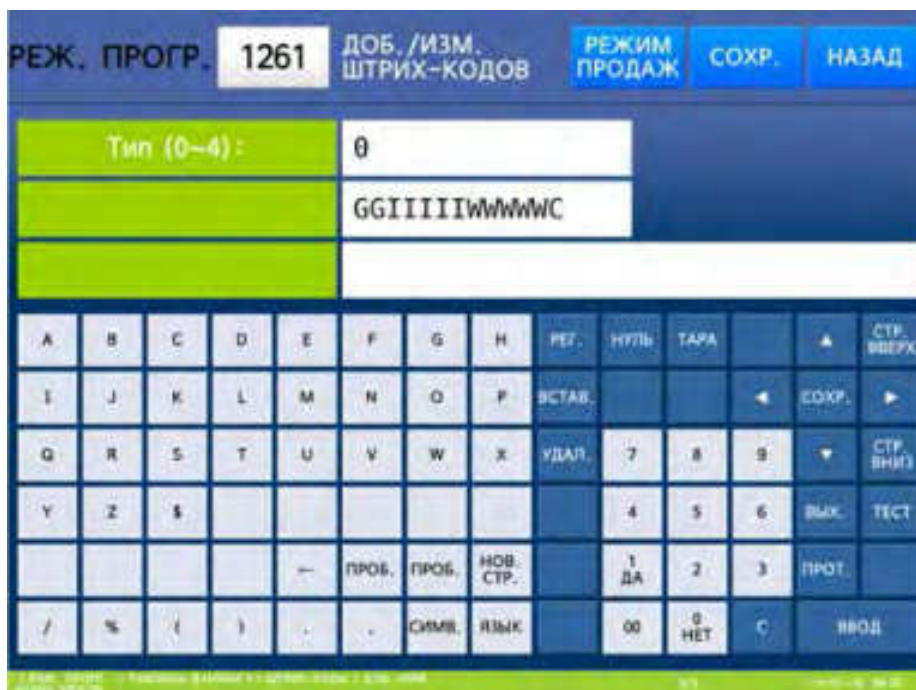 РЕЖ. ПРОГР. 1261 ДОБ./ИЗМ. ШТРИХ-КОДОВ РЕЖИМ ПРОДАЖ СОХР. НАЗАД
Тип (0~4): 0
GGIIIIIWWWWWC
A B C D E F G H РЕГ. НУЛЬ ТАРА ▲ СТР. ВВЕРХ
I J K L M N O P ВСТАВ. ◀ СОХР. ▶
Q R S T U V W X УДАЛ. 7 8 9 ▼ СТР. ВНИЗ
Y Z $ 4 5 6 ВЫХ. ТЕСТ
← ПРОБ. ПРОБ. НОВ. СТР. 1 ДА 2 3 ПРОТ.
/ % ( ) . СИМВ. ЯЗЫК 00 0 НЕТ C ВВОД